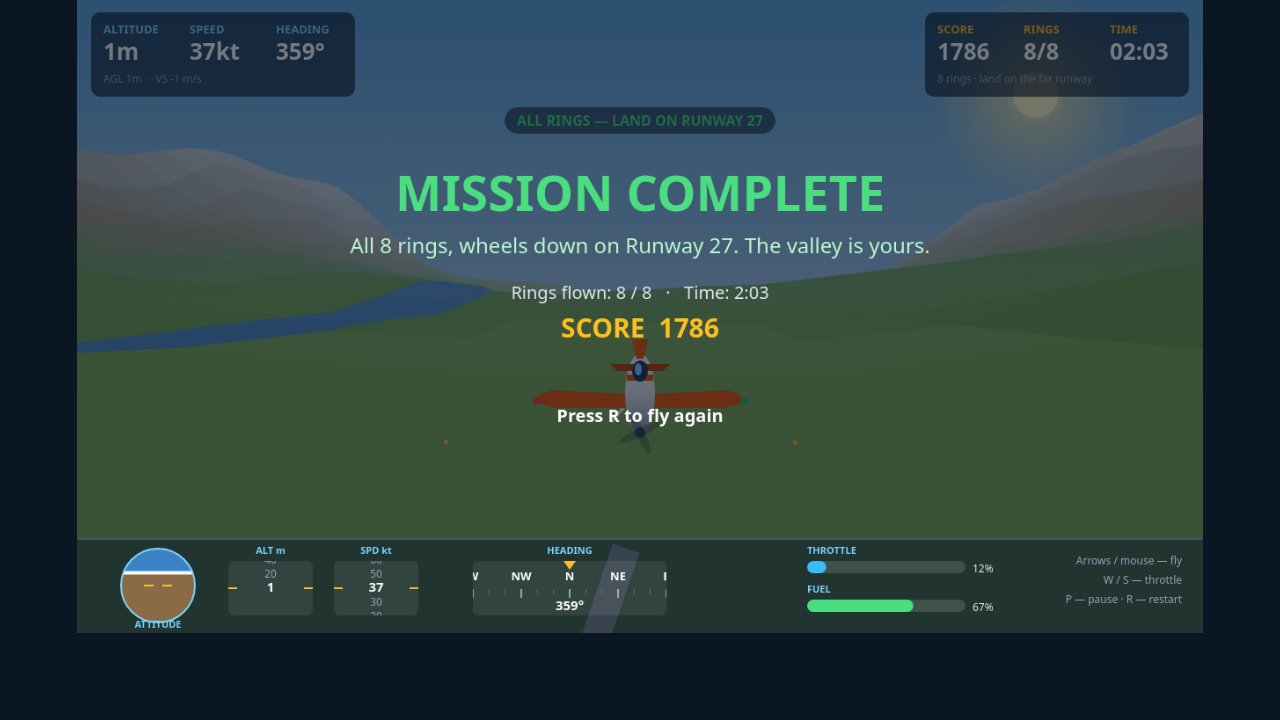 ALTITUDE SPEED HEADING
1m 37kt 359°
AGL 1m · VS -1 m/s
SCORE RINGS TIME
1786 8/8 02:03
8 rings · land on the far runway
ALL RINGS — LAND ON RUNWAY 27
MISSION COMPLETE
All 8 rings, wheels down on Runway 27. The valley is yours.
Rings flown: 8 / 8 · Time: 2:03
SCORE 1786
Press R to fly again
ATTITUDE
ALT m
20
1
SPD kt
50
37
30
HEADING
W NW N NE E
359°
THROTTLE
12%
FUEL
67%
Arrows / mouse — fly
W / S — throttle
P — pause · R — restart